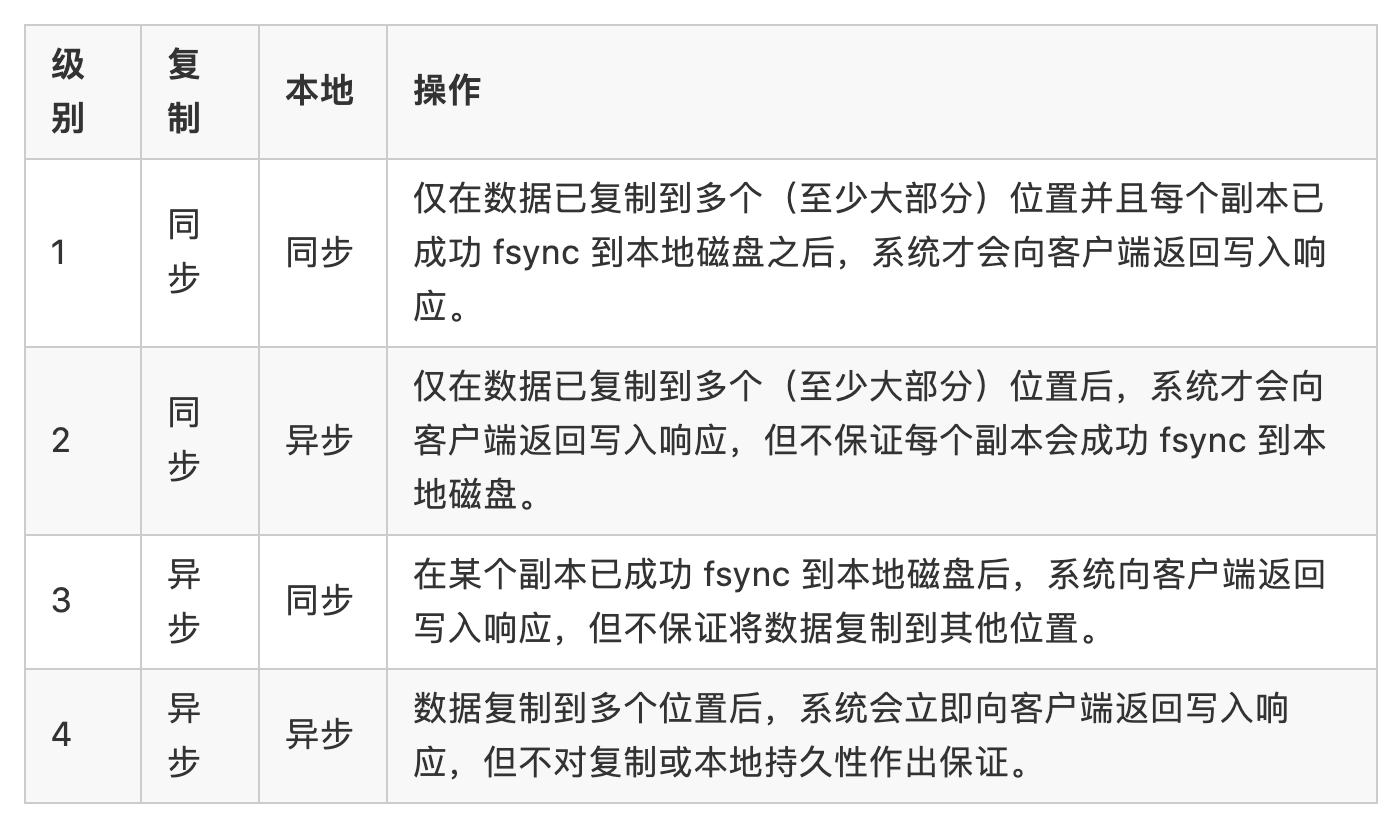 级
别
复
制
本地
操作
1
同
步
同步
仅在数据已复制到多个（至少大部分）位置并且每个副本已
成功 fsync 到本地磁盘之后，系统才会向客户端返回写入响
应。
2
同
步
异步
仅在数据已复制到多个（至少大部分）位置后，系统才会向
客户端返回写入响应，但不保证每个副本会成功 fsync 到本
地磁盘。
3
异
步
同步
在某个副本已成功 fsync 到本地磁盘后，系统向客户端返回
写入响应，但不保证将数据复制到其他位置。
4
异
步
异步
数据复制到多个位置后，系统会立即向客户端返回写入响
应，但不对复制或本地持久性作出保证。